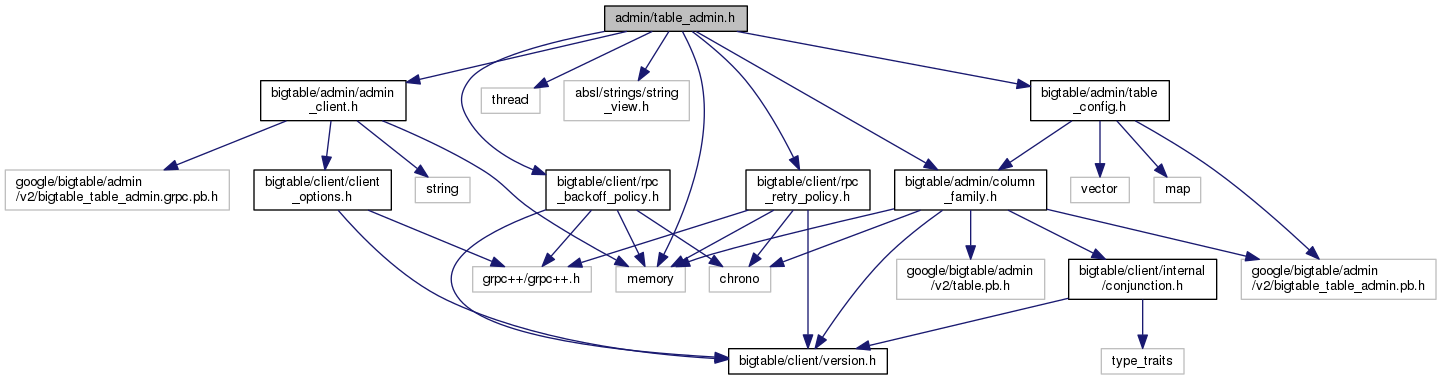 admin/table_admin.h
bigtable/admin/admin
_client.h
thread
absl/strings/string
_view.h
bigtable/admin/table
_config.h
google/bigtable/admin
/v2/bigtable_table_admin.grpc.pb.h
bigtable/client/client
_options.h
string
bigtable/client/rpc
_backoff_policy.h
bigtable/client/rpc
_retry_policy.h
bigtable/admin/column
_family.h
vector
map
grpc++/grpc++.h
memory
chrono
google/bigtable/admin
/v2/table.pb.h
bigtable/client/internal
/conjunction.h
google/bigtable/admin
/v2/bigtable_table_admin.pb.h
bigtable/client/version.h
type_traits